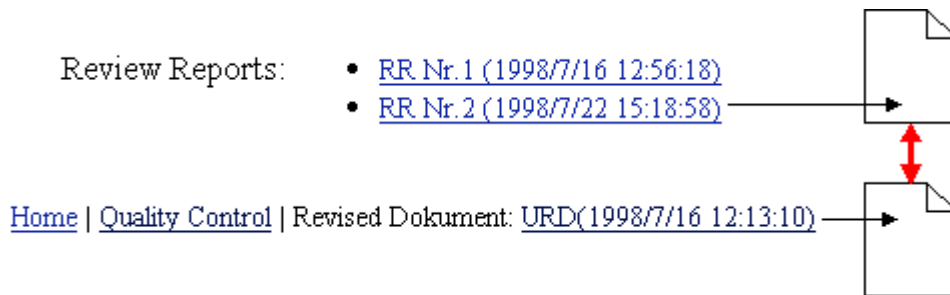 Review Reports:
• RR Nr.1 (1998/7/16 12:56:18)
• RR Nr.2 (1998/7/22 15:18:58)
Home | Quality Control | Revised Dokument: URD(1998/7/16 12:13:10)